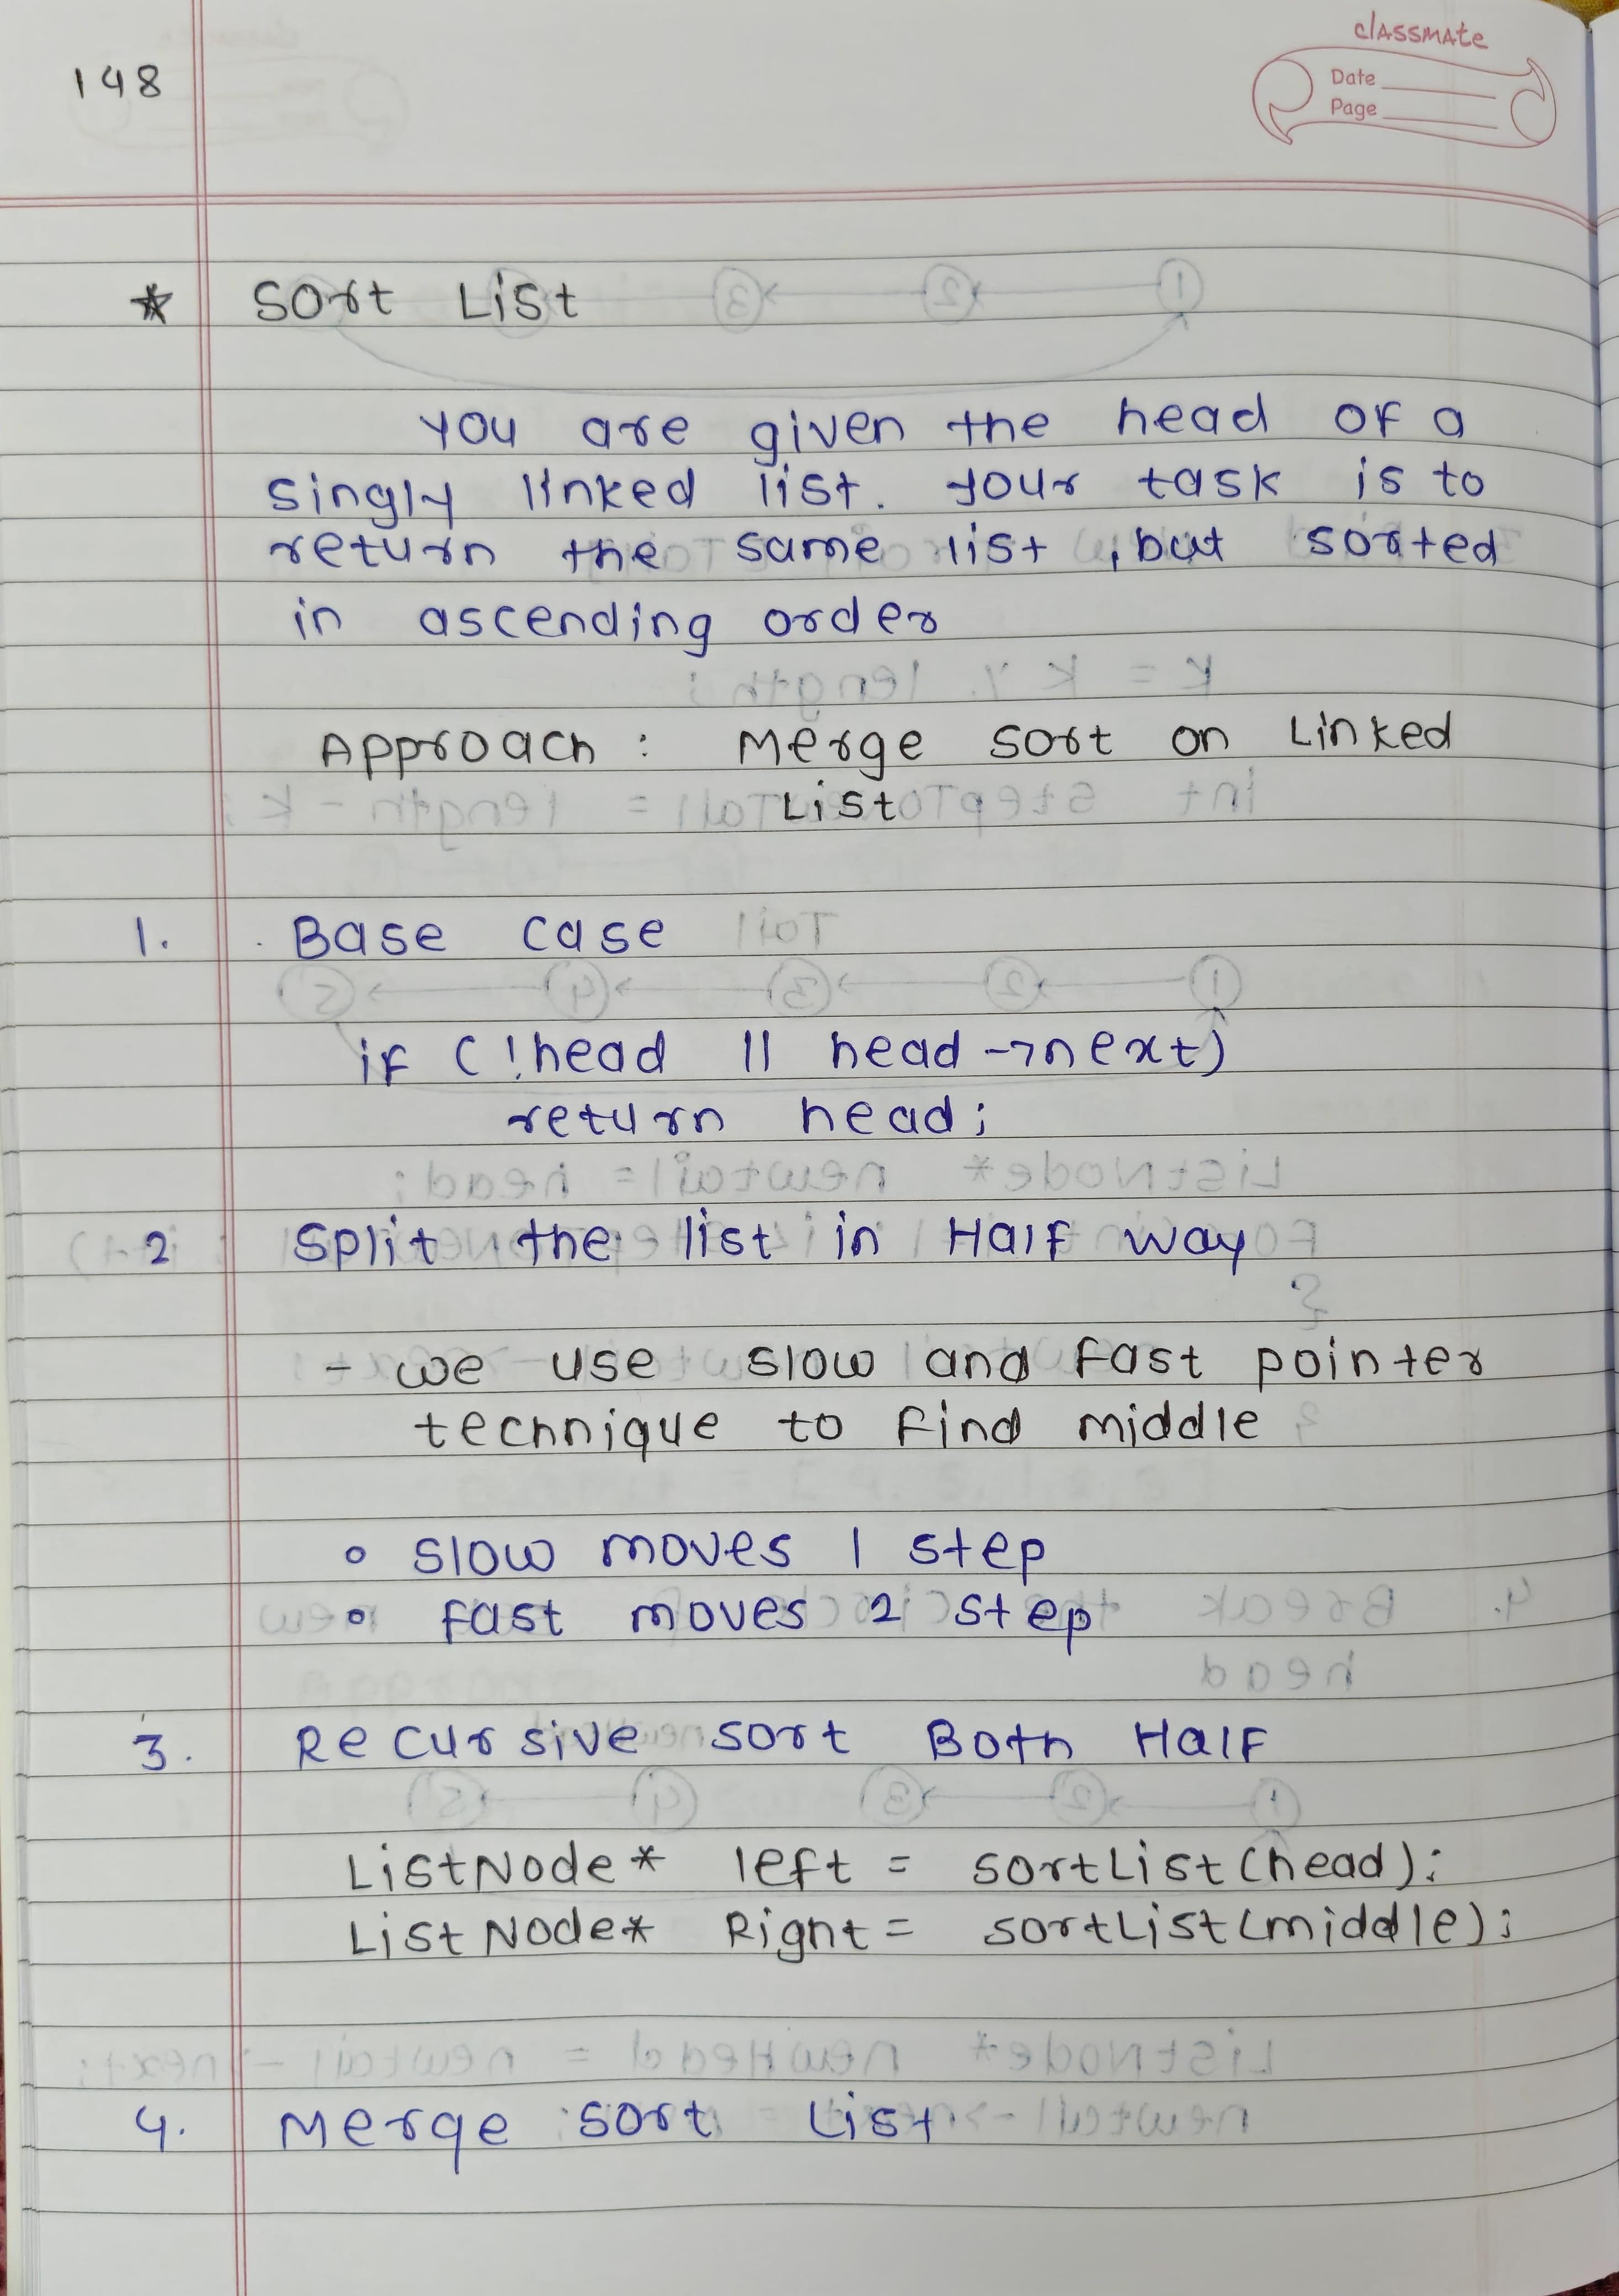 148
classmate
Date
Page
* Sort List
You are given the head of a
singly linked list. Your task is to
return the same list, but sorted
in ascending order
Approach : Merge sort on Linked
List
1. Base case
if (!head || head->next)
return head;
2 Split the list in Half way
- we use slow and fast pointer
technique to find middle
o slow moves 1 step
o fast moves 2 step
3. Recursive sort Both Half
ListNode* left = sortList(head);
ListNode* Right = sortList(middle);
4. Merge sort List